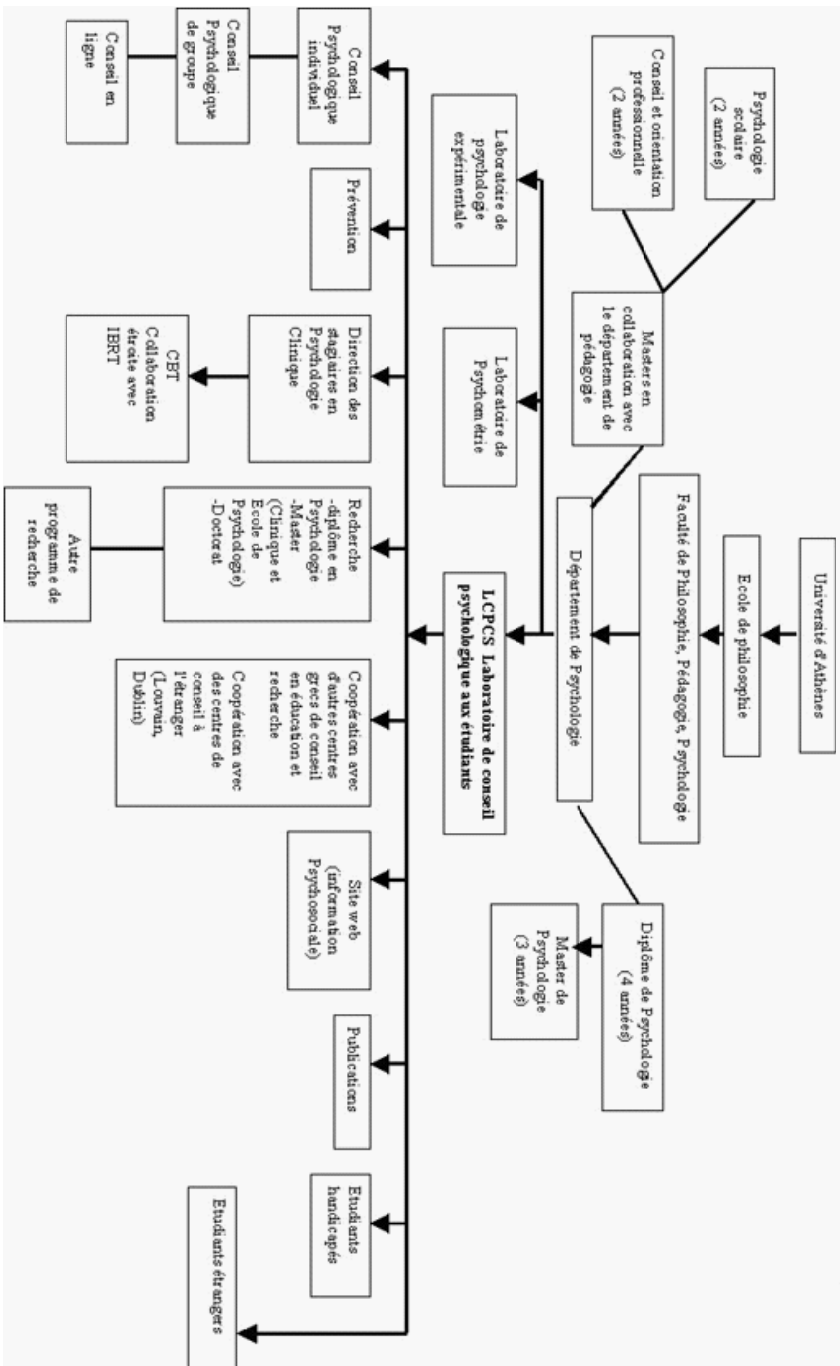 Université d'Athènes
Ecole de philosophie
Faculté de Philosophie, Pédagogie, Psychologie
Département de Psychologie
Psychologie
scolaire
(2 années)
Conseil et orientation
professionnelle
(2 années)
Masters en
collaboration avec
le département de
pédagogie
Diplôme de Psychologie
(4 années)
Master de
Psychologie
(3 années)
Laboratoire de
psychologie
expérimentale
Laboratoire de
Psychométrie
LCPCS Laboratoire de conseil
psychologique aux étudiants
Conseil
Psychologique
individuel
Conseil
Psychologique
de groupe
Conseil en
ligne
Prévention
Direction des
stagiaires en
Psychologie
Clinique
CBT
Collaboration
étroite avec
IBRT
Recherche
-diplôme en
Psychologie
-Master
(Clinique et
Ecole de
Psychologie)
-Doctorat
Autre
programme de
recherche
Coopération avec
d'autres centres
grecs de conseil
en éducation et
recherche
Coopération avec
des centres de
conseil à
l'étranger
(Louvain,
Dublin)
Site web
(information
Psychosociale)
Publications
Etudiants
handicapés
Etudiants étrangers